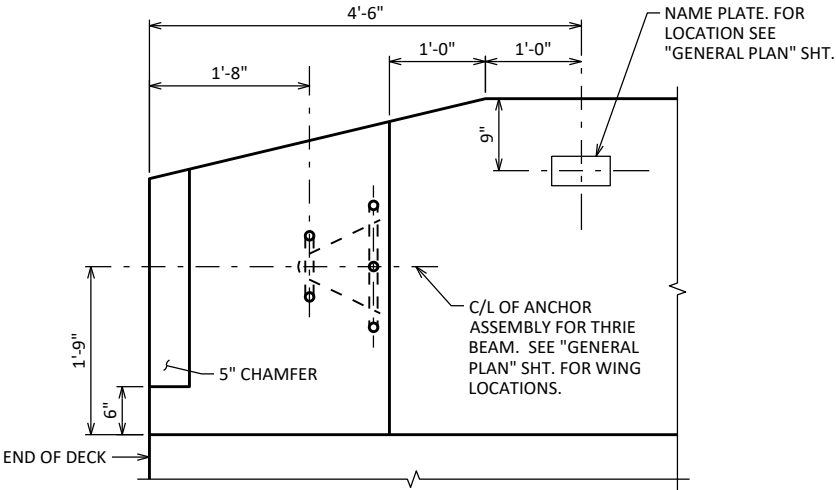 4'-6"
NAME PLATE. FOR
LOCATION SEE
"GENERAL PLAN" SHT.
1'-0"
1'-0"
1'-8"
9"
C/L OF ANCHOR
ASSEMBLY FOR THRIE
BEAM. SEE "GENERAL
PLAN" SHT. FOR WING
LOCATIONS.
1'-9"
5" CHAMFER
6"
END OF DECK